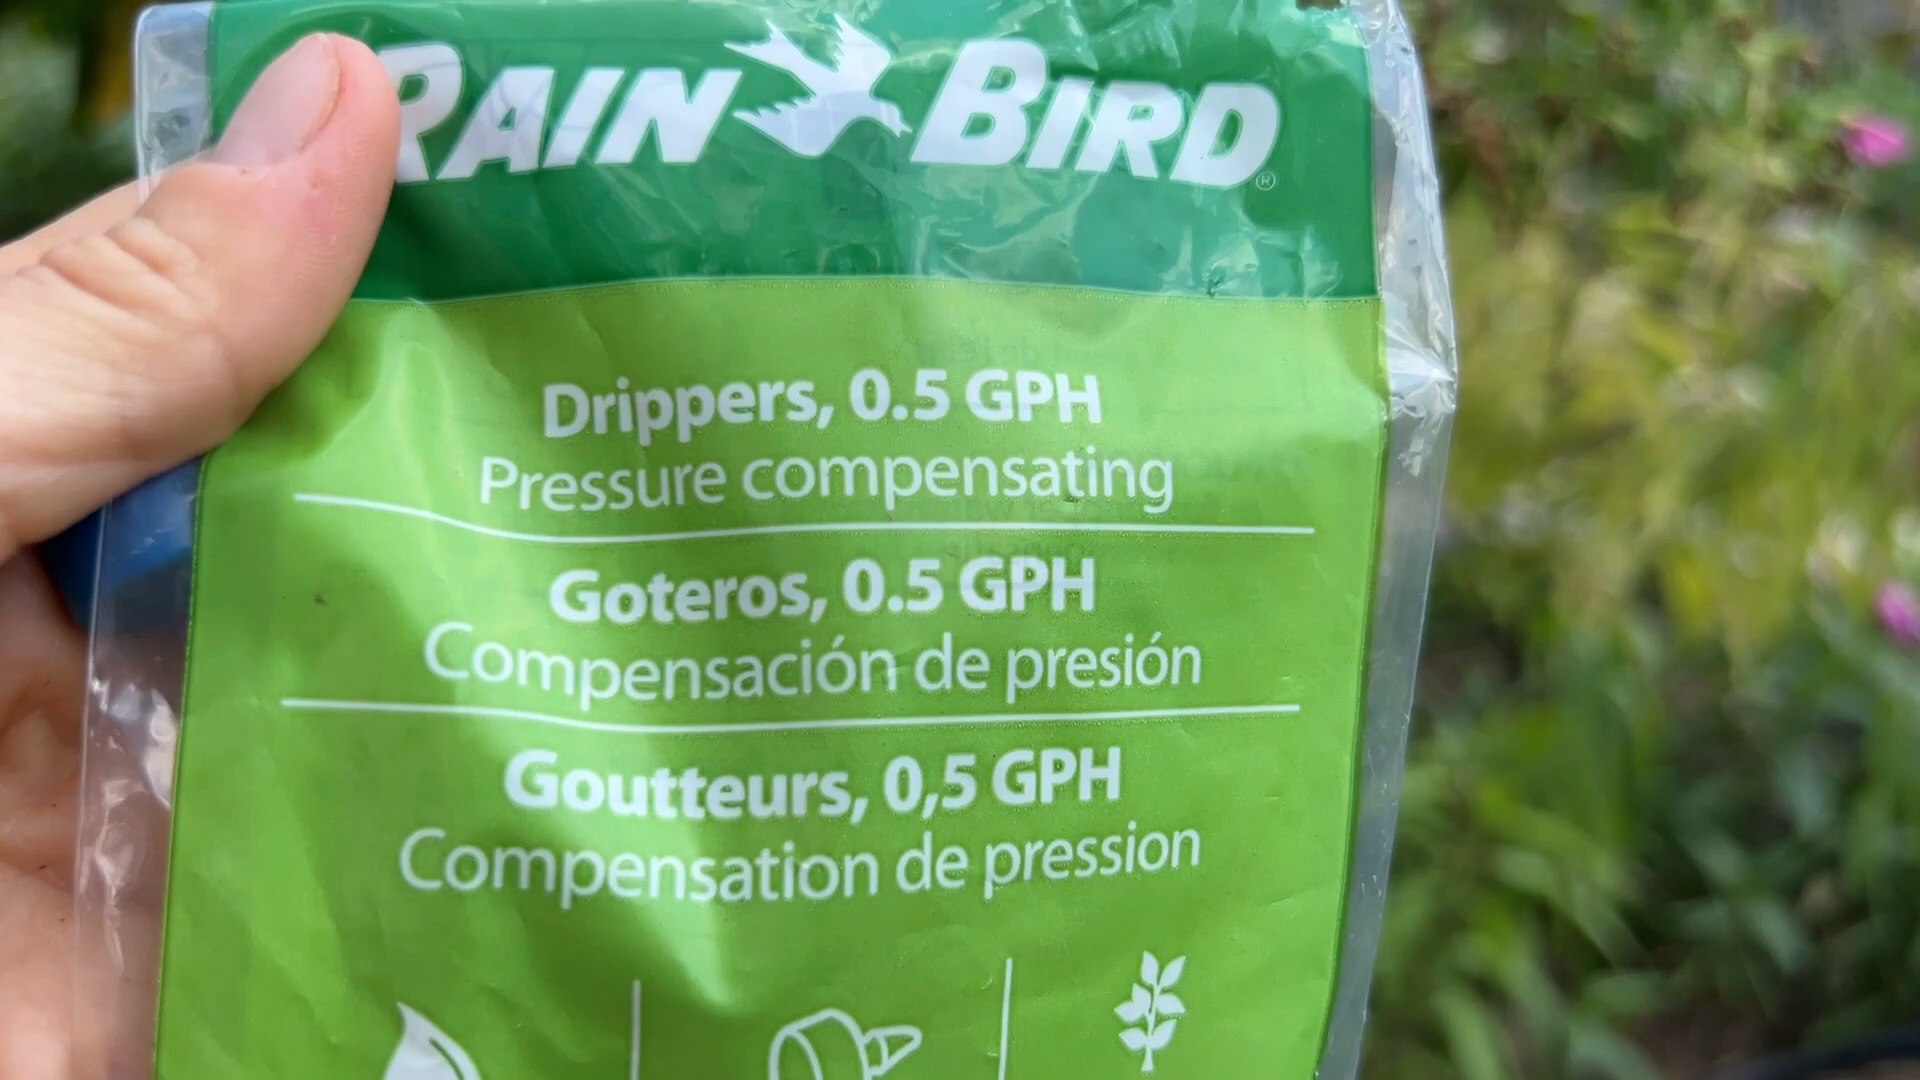 RAIN BIRD®
Drippers, 0.5 GPH
Pressure compensating
Goteros, 0.5 GPH
Compensación de presión
Goutteurs, 0,5 GPH
Compensation de pression